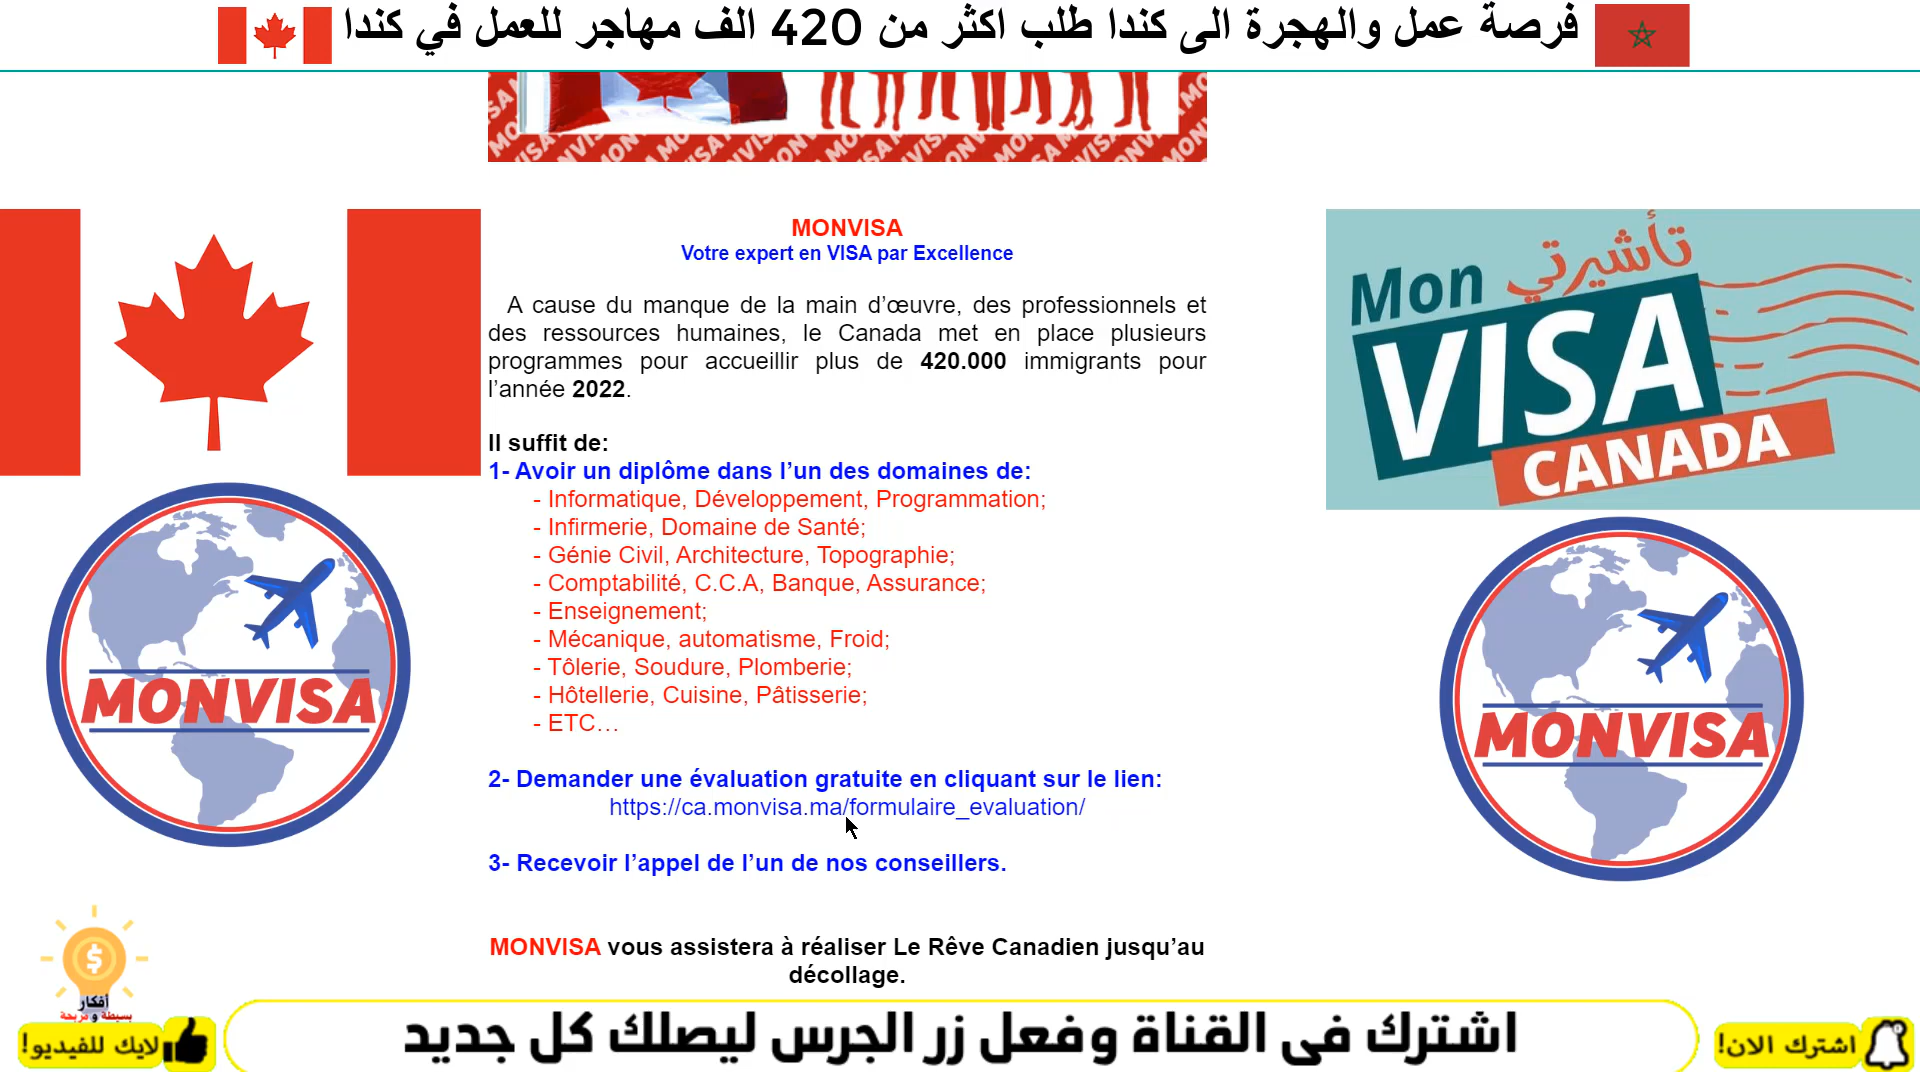 فرصة عمل والهجرة الى كندا طلب اكثر من 420 الف مهاجر للعمل في كندا
MONVISA
Votre expert en VISA par Excellence
A cause du manque de la main d’œuvre, des professionnels et
des ressources humaines, le Canada met en place plusieurs
programmes pour accueillir plus de 420.000 immigrants pour
l’année 2022.
Il suffit de:
1- Avoir un diplôme dans l’un des domaines de:
- Informatique, Développement, Programmation;
- Infirmerie, Domaine de Santé;
- Génie Civil, Architecture, Topographie;
- Comptabilité, C.C.A, Banque, Assurance;
- Enseignement;
- Mécanique, automatisme, Froid;
- Tôlerie, Soudure, Plomberie;
- Hôtellerie, Cuisine, Pâtisserie;
- ETC…
2- Demander une évaluation gratuite en cliquant sur le lien:
https://ca.monvisa.ma/formulaire_evaluation/
3- Recevoir l’appel de l’un de nos conseillers.
MONVISA vous assistera à réaliser Le Rêve Canadien jusqu’au
décollage.
Mon تأشيرتي
VISA
CANADA
MONVISA
MONVISA
أفكار
بسيطة و مربحة
لايك للفيديو!
اشترك فى القناة وفعل زر الجرس ليصلك كل جديد
اشترك الان!